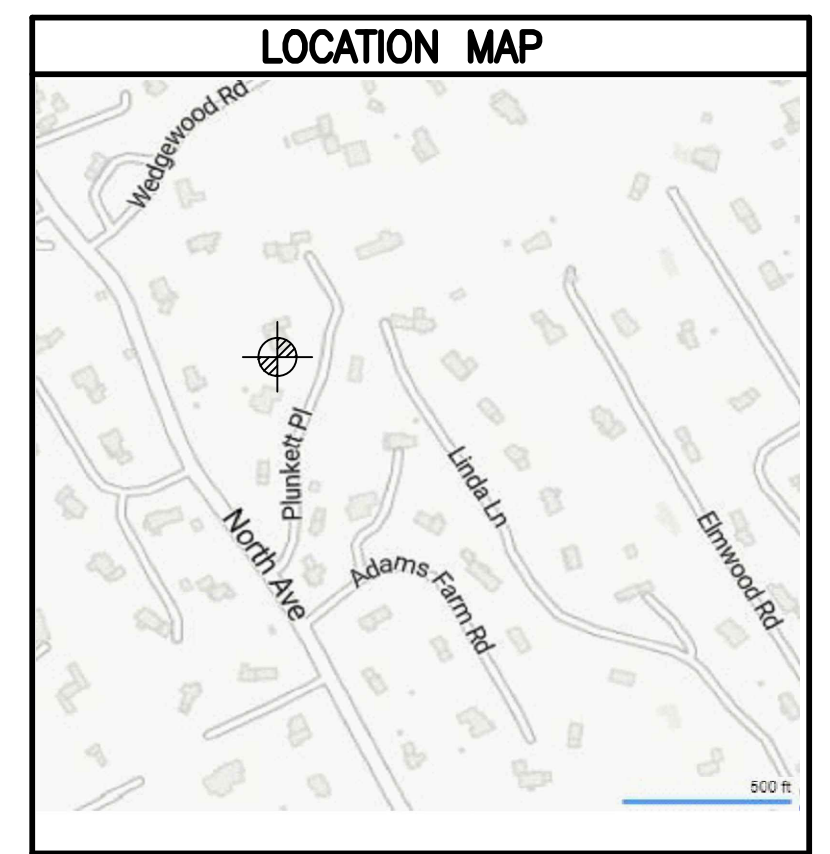 LOCATION MAP
Wedgewood Rd
Plunkett Pl
Linda Ln
North Ave
Adams Farm Rd
Elmwood Rd
500 ft